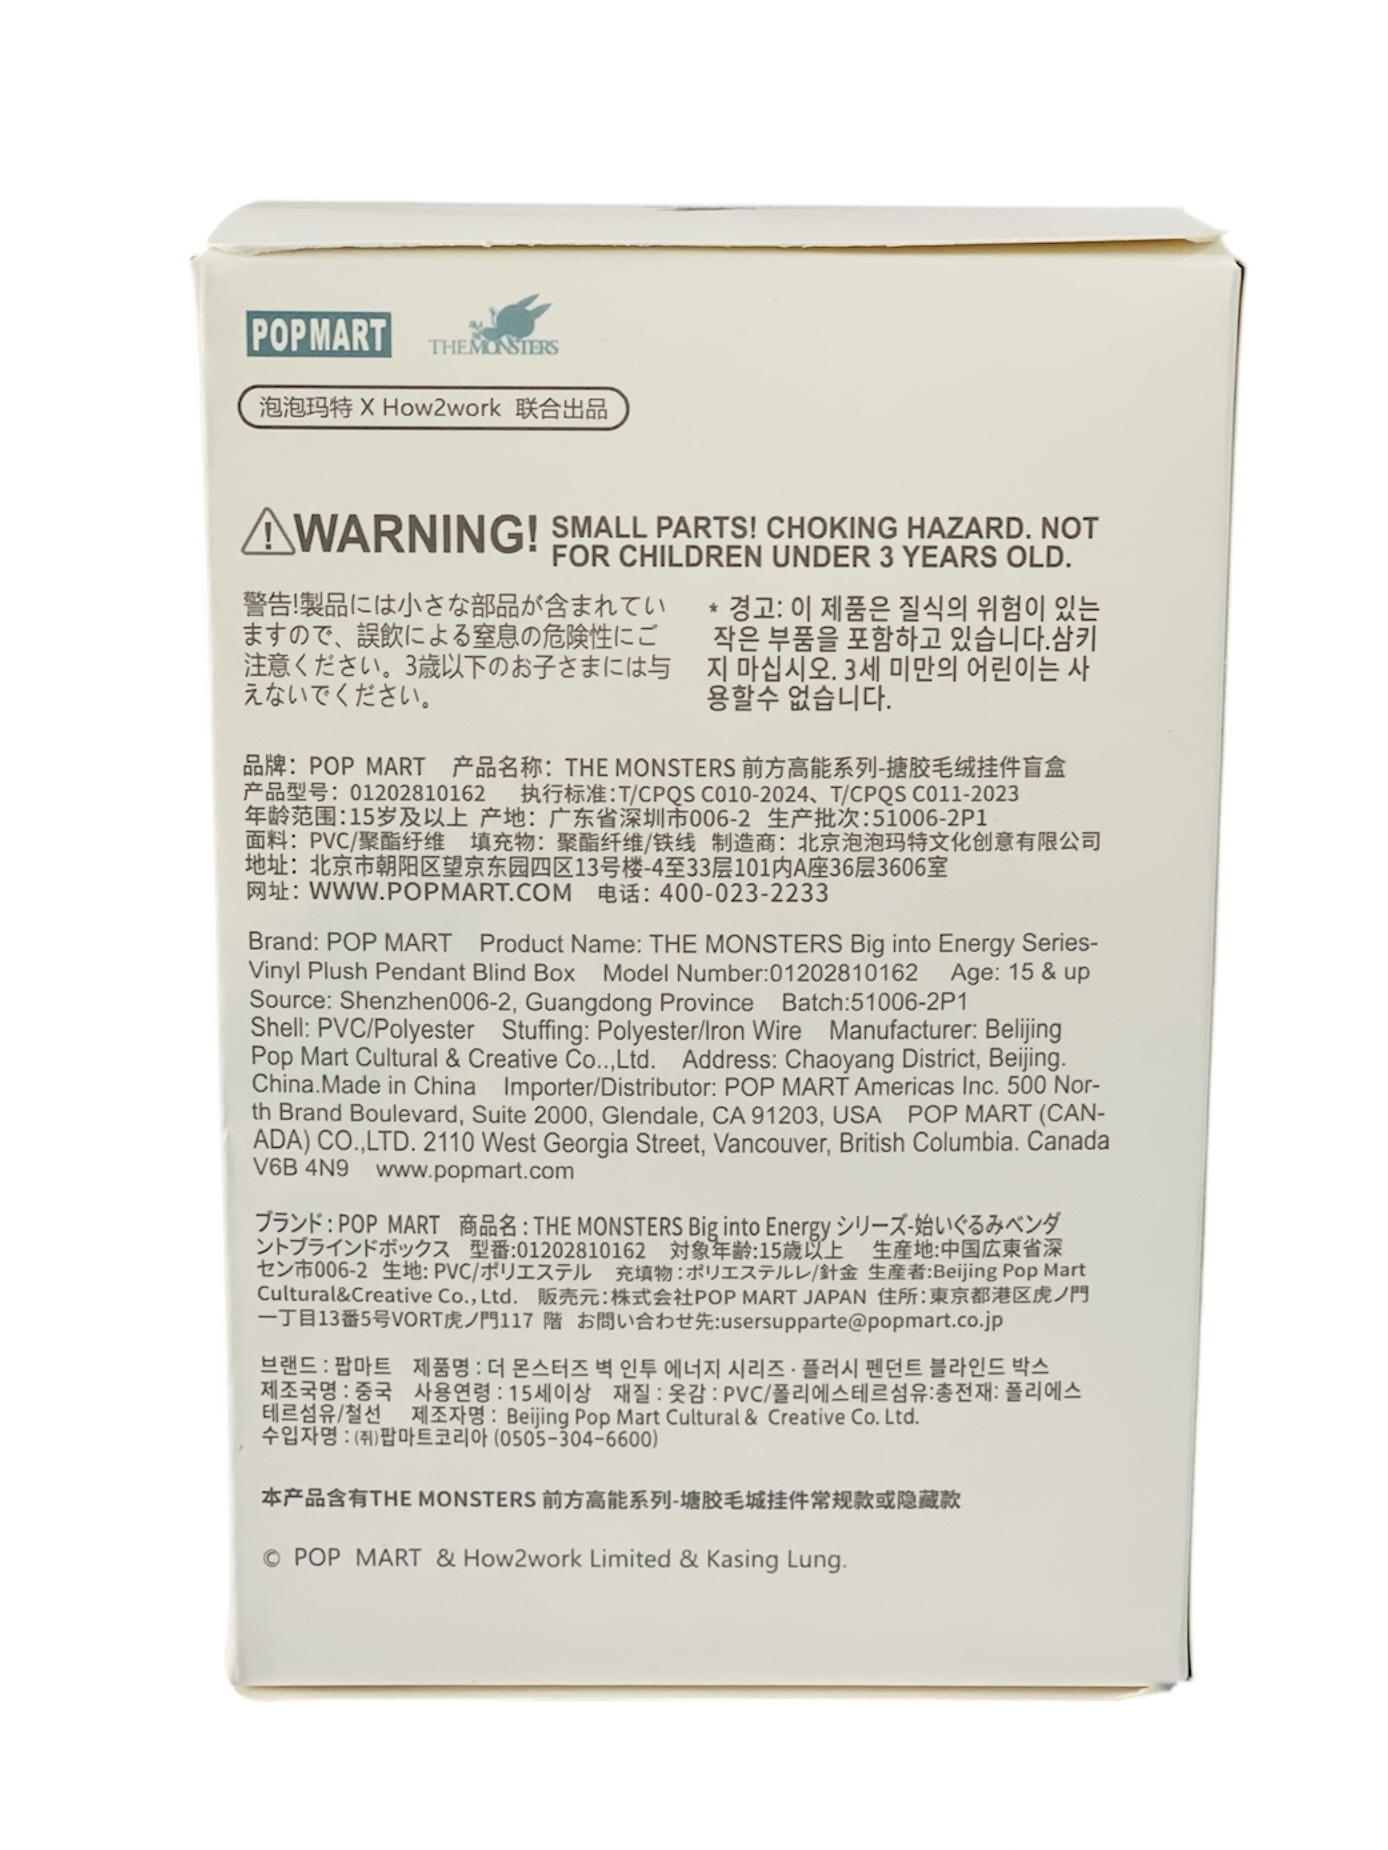 POP MART
THE MONSTERS
泡泡玛特 X How2work 联合出品
WARNING! SMALL PARTS! CHOKING HAZARD. NOT
FOR CHILDREN UNDER 3 YEARS OLD.
警告!製品には小さな部品が含まれてい
ますので、誤飲による窒息の危険性にご
注意ください。3歳以下のお子さまには与
えないでください。
* 경고: 이 제품은 질식의 위험이 있는
작은 부품을 포함하고 있습니다.삼키
지 마십시오. 3세 미만의 어린이는 사
용할수 없습니다.
品牌：POP MART 产品名称：THE MONSTERS 前方高能系列-搪胶毛绒挂件盲盒
产品型号：01202810162 执行标准:T/CPQS C010-2024、T/CPQS C011-2023
年龄范围:15岁及以上 产地：广东省深圳市006-2 生产批次:51006-2P1
面料：PVC/聚酯纤维 填充物：聚酯纤维/铁线 制造商：北京泡泡玛特文化创意有限公司
地址：北京市朝阳区望京东园四区13号楼-4至33层101内A座36层3606室
网址：WWW.POPMART.COM 电话：400-023-2233
Brand: POP MART Product Name: THE MONSTERS Big into Energy Series-
Vinyl Plush Pendant Blind Box Model Number:01202810162 Age: 15 & up
Source: Shenzhen006-2, Guangdong Province Batch:51006-2P1
Shell: PVC/Polyester Stuffing: Polyester/Iron Wire Manufacturer: Belijing
Pop Mart Cultural & Creative Co..,Ltd. Address: Chaoyang District, Beijing.
China.Made in China Importer/Distributor: POP MART Americas Inc. 500 Nor-
th Brand Boulevard, Suite 2000, Glendale, CA 91203, USA POP MART (CAN-
ADA) CO.,LTD. 2110 West Georgia Street, Vancouver, British Columbia. Canada
V6B 4N9 www.popmart.com
ブランド:POP MART 商品名:THE MONSTERS Big into Energy シリーズ-始いぐるみベンダ
ントブラインドボックス 型番:01202810162 対象年齢:15歳以上 生産地:中国広東省深
セン市006-2 生地: PVC/ポリエステル 充填物:ポリエステルレ/針金 生産者:Beijing Pop Mart
Cultural&Creative Co.,Ltd. 販売元:株式会社POP MART JAPAN 住所:東京都港区虎ノ門
一丁目13番5号VORT虎ノ門117 階 お問い合わせ先:usersupparte@popmart.co.jp
브랜드:팝마트 제품명:더 몬스터즈 벽 인투 에너지 시리즈·플러시 펜던트 블라인드 박스
제조국명:중국 사용연령:15세이상 재질:옷감:PVC/폴리에스테르섬유:총전재: 폴리에스
테르섬유/철선 제조자명: Beijing Pop Mart Cultural & Creative Co. Ltd.
수입자명:(쥐)팝마트코리아 (0505-304-6600)
本产品含有THE MONSTERS 前方高能系列-塘胶毛城挂件常规款或隐藏款
© POP MART & How2work Limited & Kasing Lung.